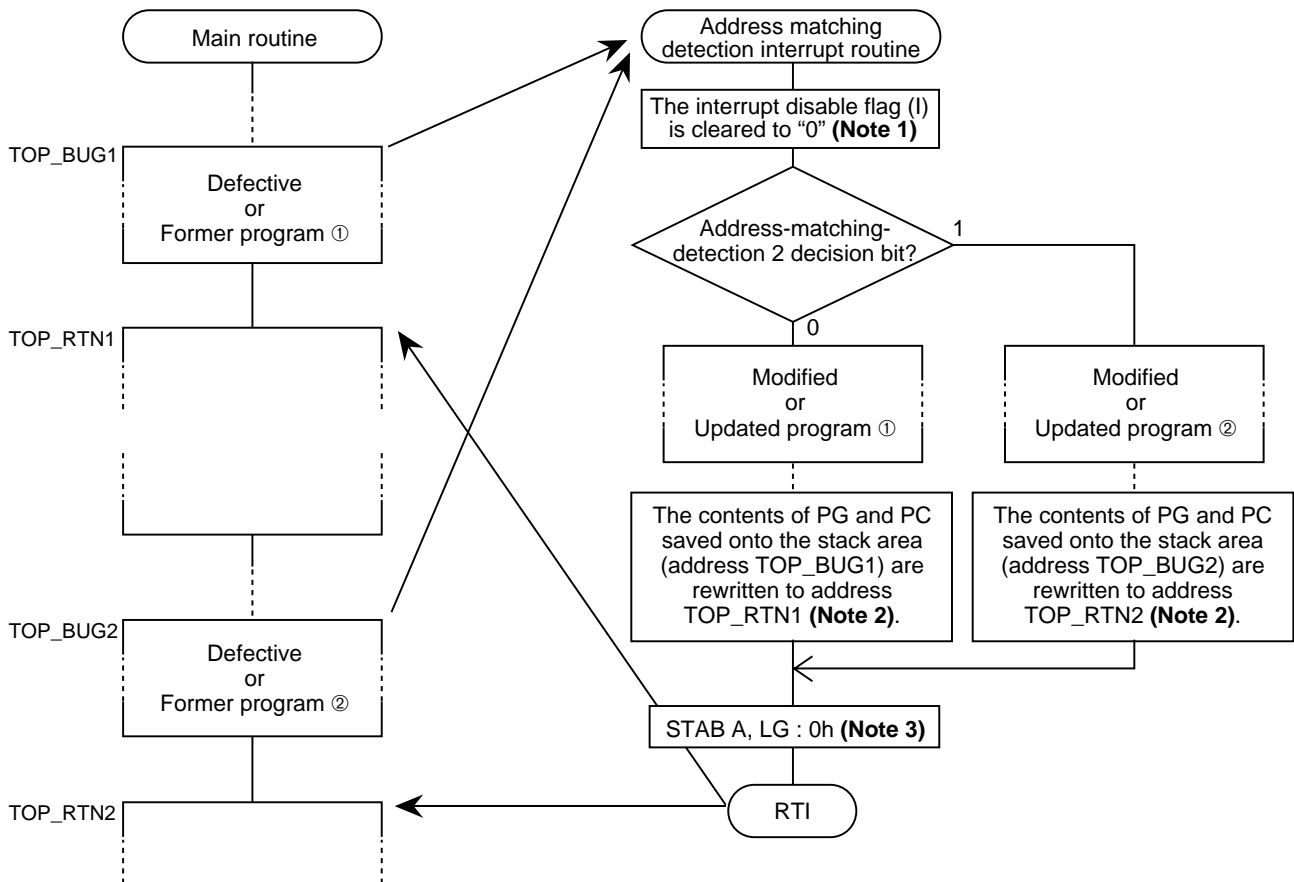 Main routine
TOP_BUG1
Defective
or
Former program ①
TOP_RTN1
TOP_BUG2
Defective
or
Former program ②
TOP_RTN2
Address matching
detection interrupt routine
The interrupt disable flag (I)
is cleared to “0” (Note 1)
Address-matching-
detection 2 decision bit?
1
0
Modified
or
Updated program ①
Modified
or
Updated program ②
The contents of PG and PC
saved onto the stack area
(address TOP_BUG1) are
rewritten to address
TOP_RTN1 (Note 2).
The contents of PG and PC
saved onto the stack area
(address TOP_BUG2) are
rewritten to address
TOP_RTN2 (Note 2).
STAB A, LG : 0h (Note 3)
RTI